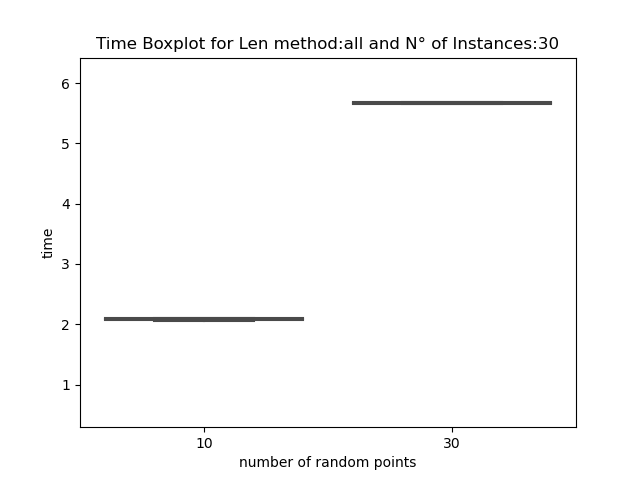 Time Boxplot for Len method:all and N° of Instances:30
6
5
4
3
2
1
time
10 30
number of random points